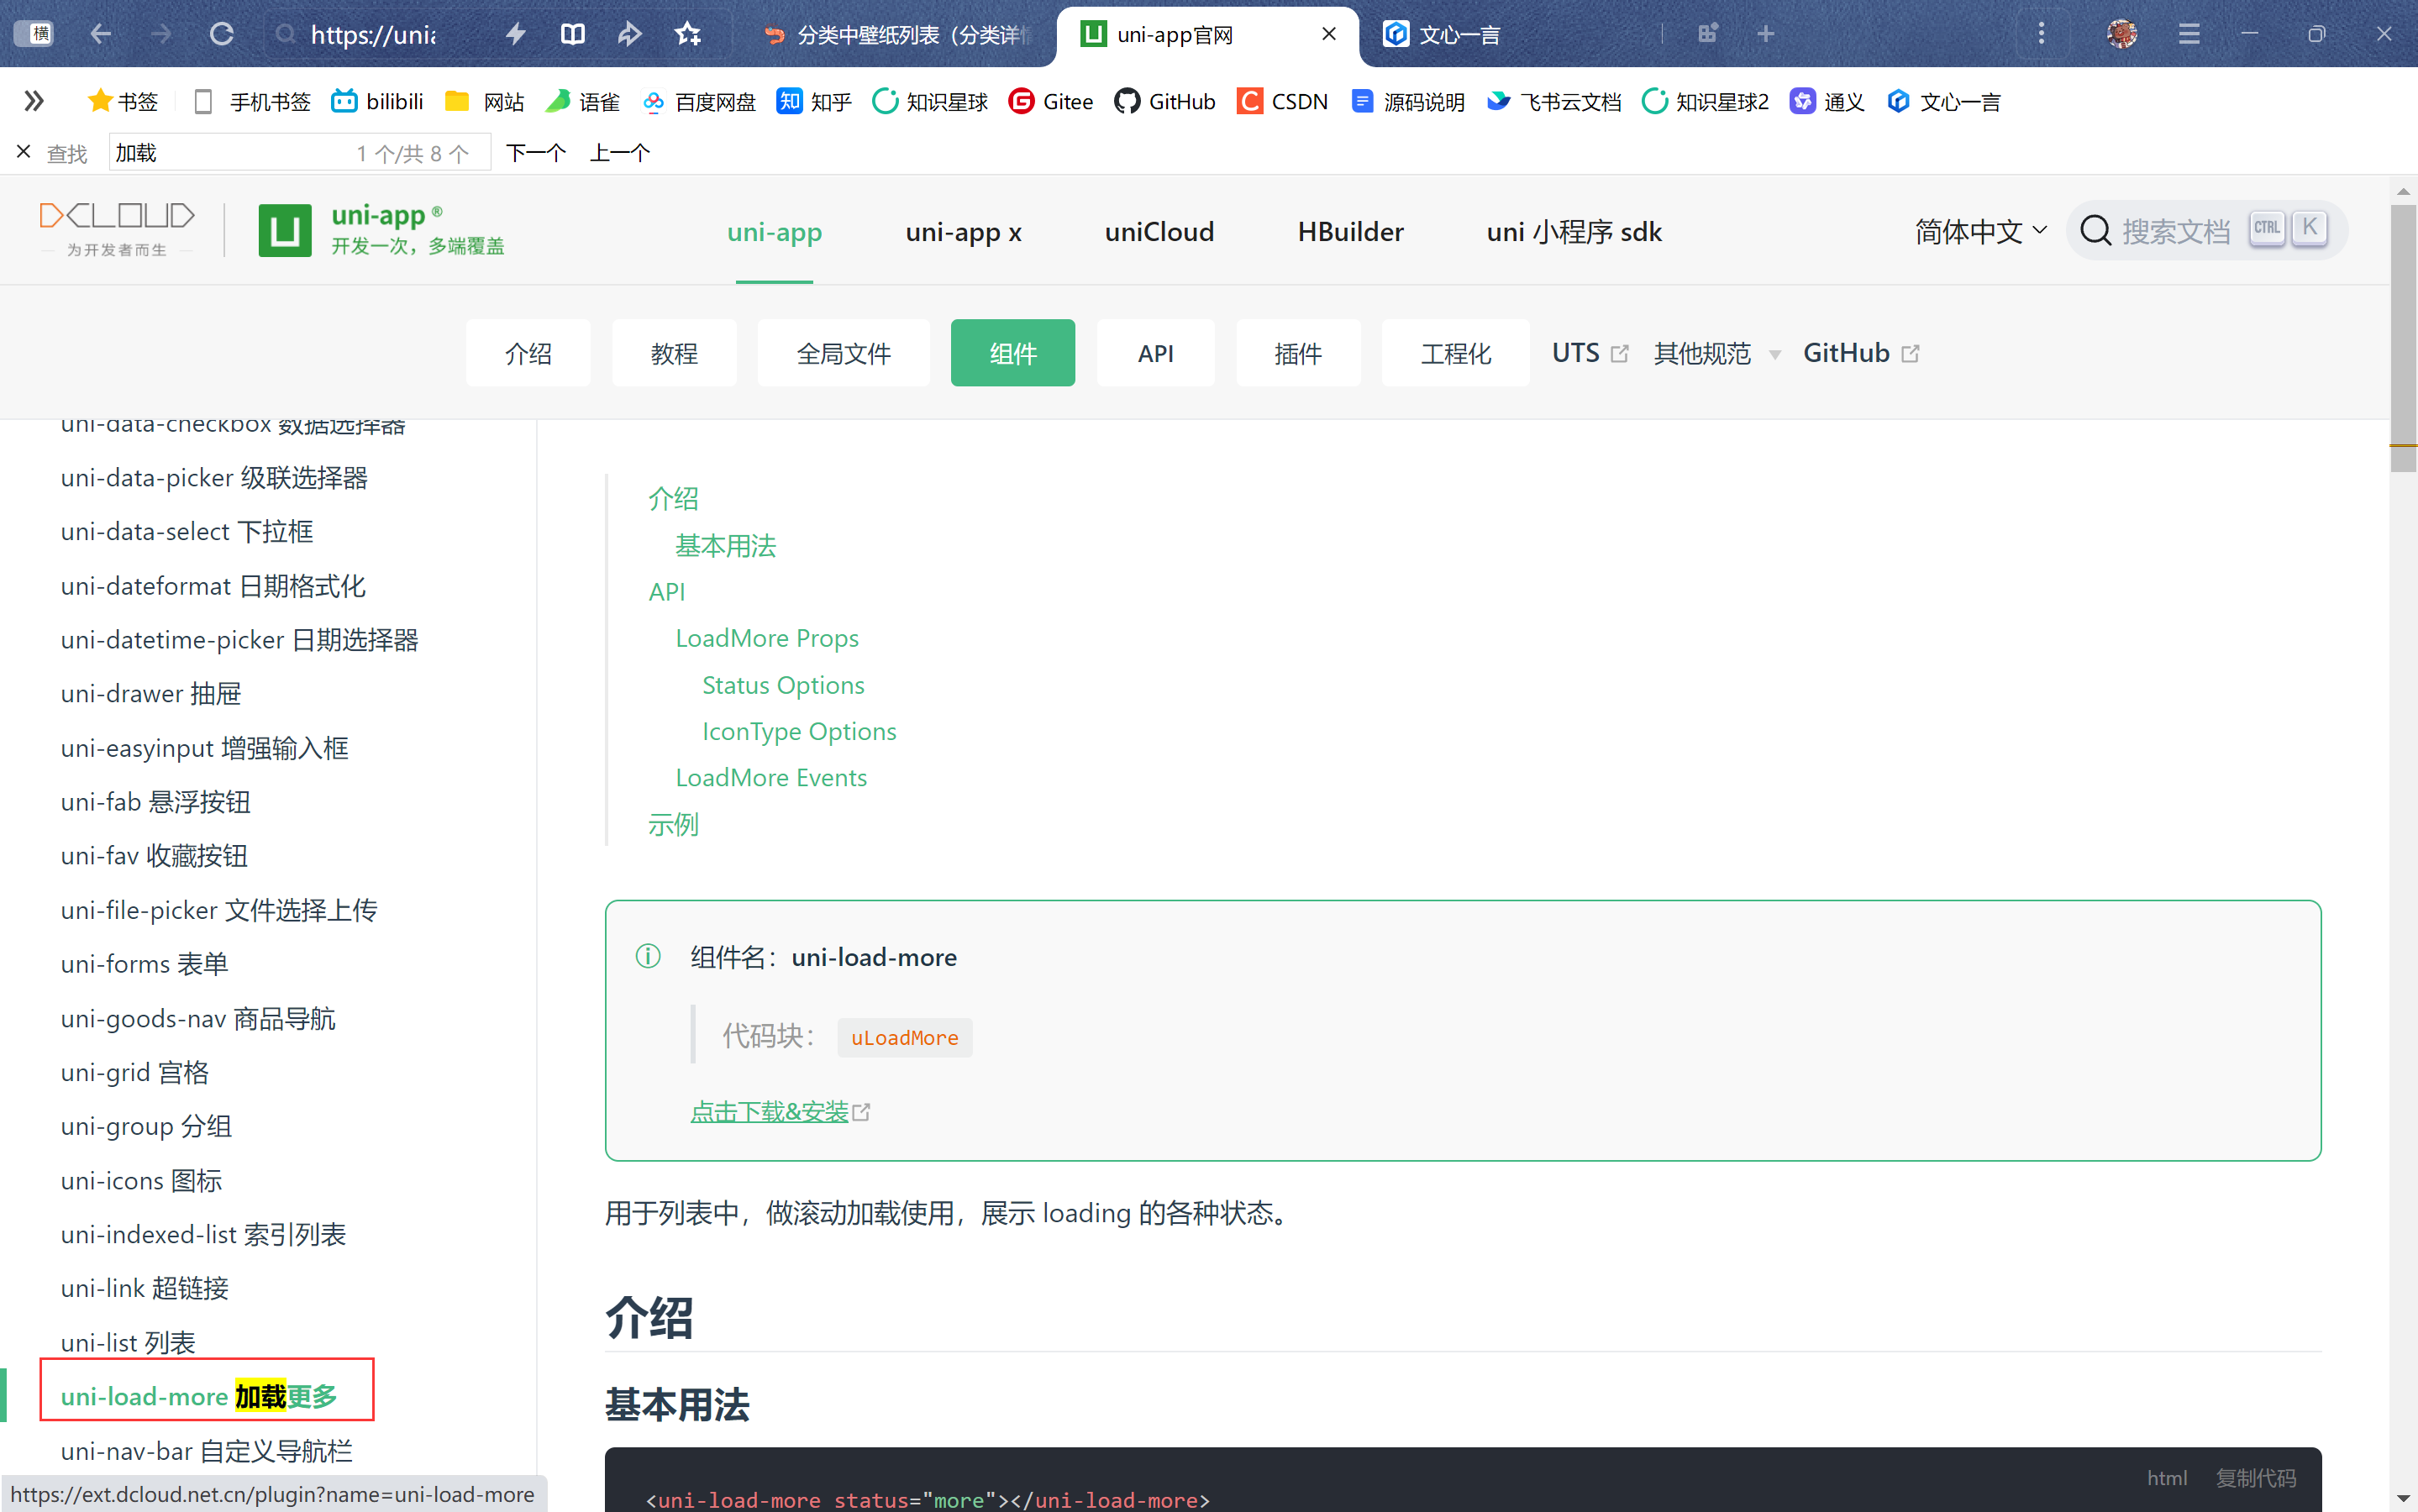 横 https://unia 分类中壁纸列表（分类详情 uni-app官网 文心一言
书签 手机书签 bilibili 网站 语雀 百度网盘 知乎 知识星球 Gitee GitHub CSDN 源码说明 飞书云文档 知识星球2 通义 文心一言
查找 加载 1 个/共 8 个 下一个 上一个
DCLOUD
为开发者而生
uni-app ®
开发一次，多端覆盖
uni-app uni-app x uniCloud HBuilder uni 小程序 sdk 简体中文 搜索文档 CTRL K
介绍 教程 全局文件 组件 API 插件 工程化 UTS 其他规范 GitHub
uni-data-checkbox 数据选择器
uni-data-picker 级联选择器
uni-data-select 下拉框
uni-dateformat 日期格式化
uni-datetime-picker 日期选择器
uni-drawer 抽屉
uni-easyinput 增强输入框
uni-fab 悬浮按钮
uni-fav 收藏按钮
uni-file-picker 文件选择上传
uni-forms 表单
uni-goods-nav 商品导航
uni-grid 宫格
uni-group 分组
uni-icons 图标
uni-indexed-list 索引列表
uni-link 超链接
uni-list 列表
uni-load-more 加载更多
uni-nav-bar 自定义导航栏
https://ext.dcloud.net.cn/plugin?name=uni-load-more
介绍
基本用法
API
LoadMore Props
Status Options
IconType Options
LoadMore Events
示例
组件名：uni-load-more
代码块： uLoadMore
点击下载&安装
用于列表中，做滚动加载使用，展示 loading 的各种状态。
介绍
基本用法
html 复制代码
<uni-load-more status="more"></uni-load-more>